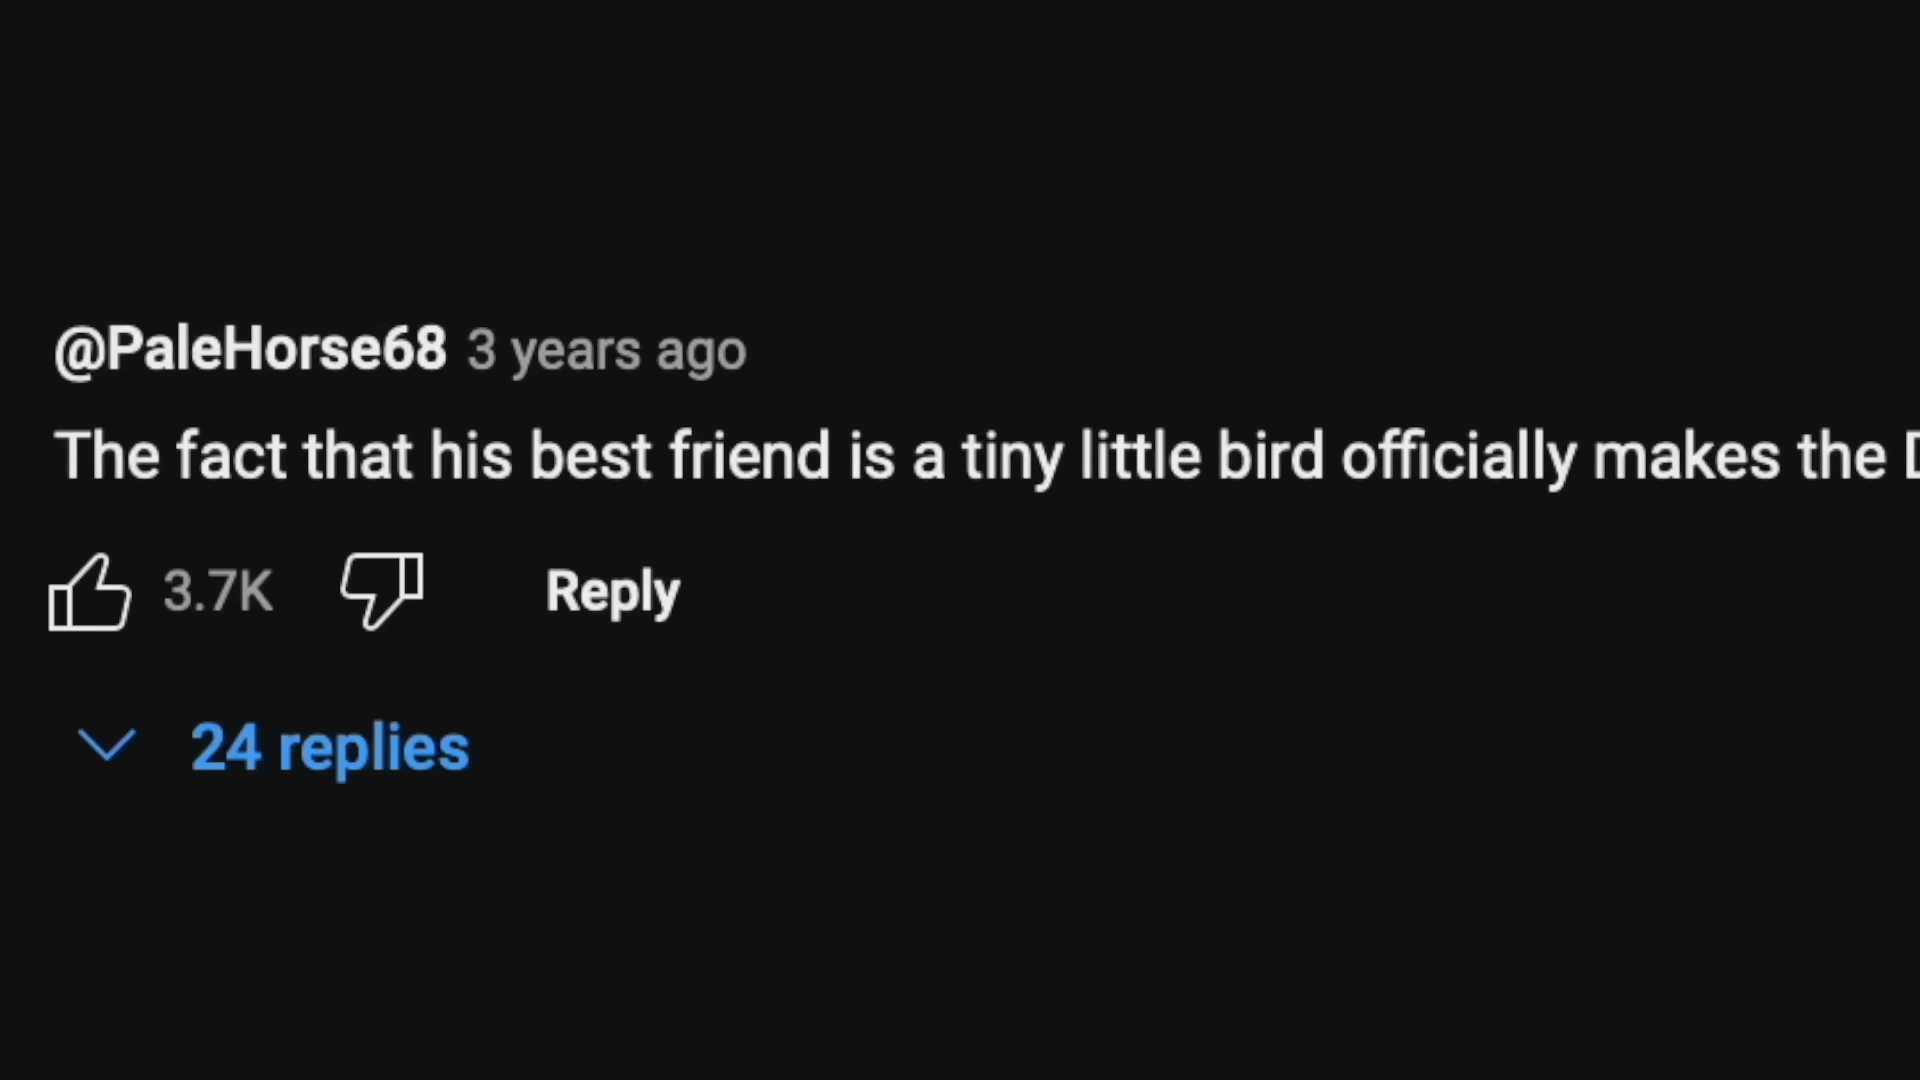 @PaleHorse68 3 years ago
The fact that his best friend is a tiny little bird officially makes the
3.7K Reply
24 replies